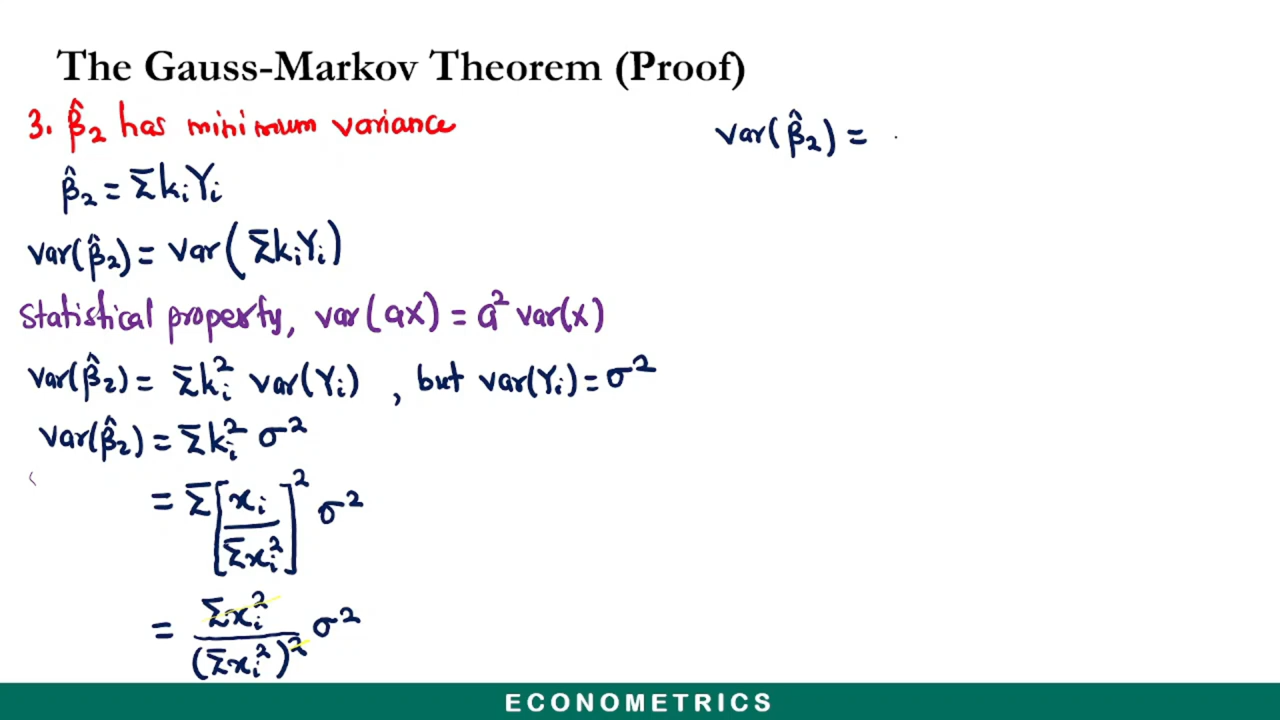 The Gauss-Markov Theorem (Proof)
3. β̂₂ has minimum variance
β̂₂ = ΣkᵢYᵢ
var(β̂₂) = var(ΣkᵢYᵢ)
Statistical property, var(ax) = a² var(x)
var(β̂₂) = Σkᵢ² var(Yᵢ) , but var(Yᵢ) = σ²
var(β̂₂) = Σkᵢ² σ²
= Σ[xᵢ / Σxᵢ²]² σ²
= Σxᵢ² / (Σxᵢ²)² σ²
var(β̂₂) =
ECONOMETRICS